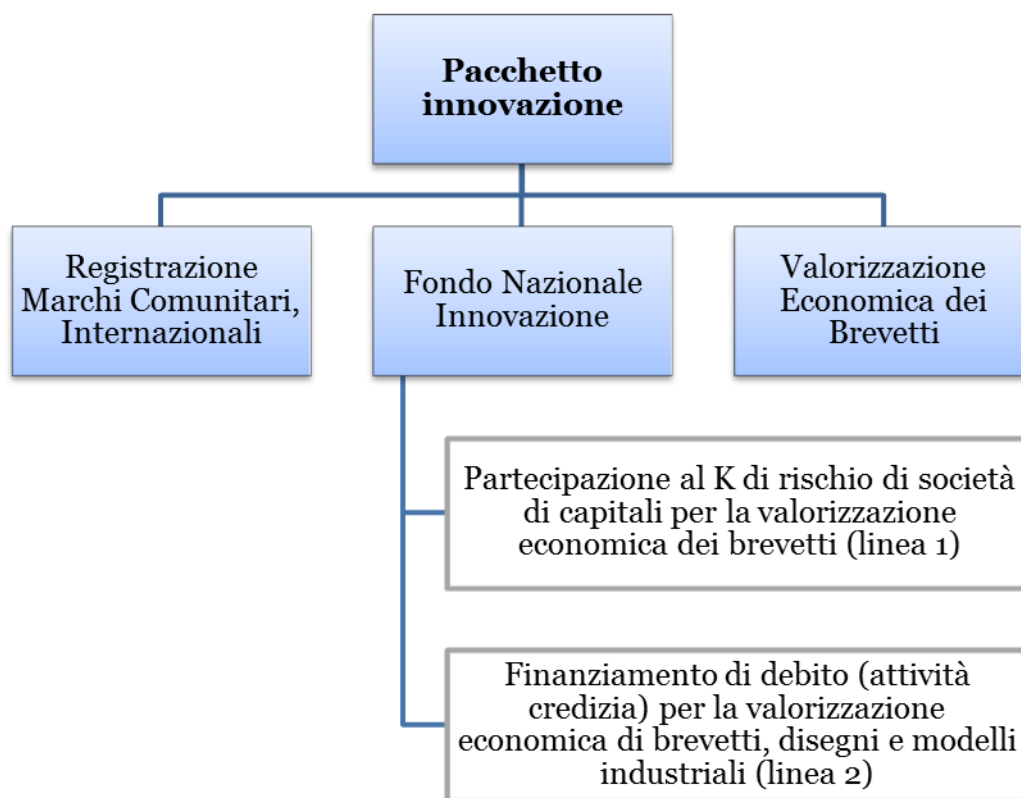 Pacchetto
innovazione
Registrazione
Marchi Comunitari,
Internazionali
Fondo Nazionale
Innovazione
Valorizzazione
Economica dei
Brevetti
Partecipazione al K di rischio di società
di capitali per la valorizzazione
economica dei brevetti (linea 1)
Finanziamento di debito (attività
credizia) per la valorizzazione
economica di brevetti, disegni e modelli
industriali (linea 2)